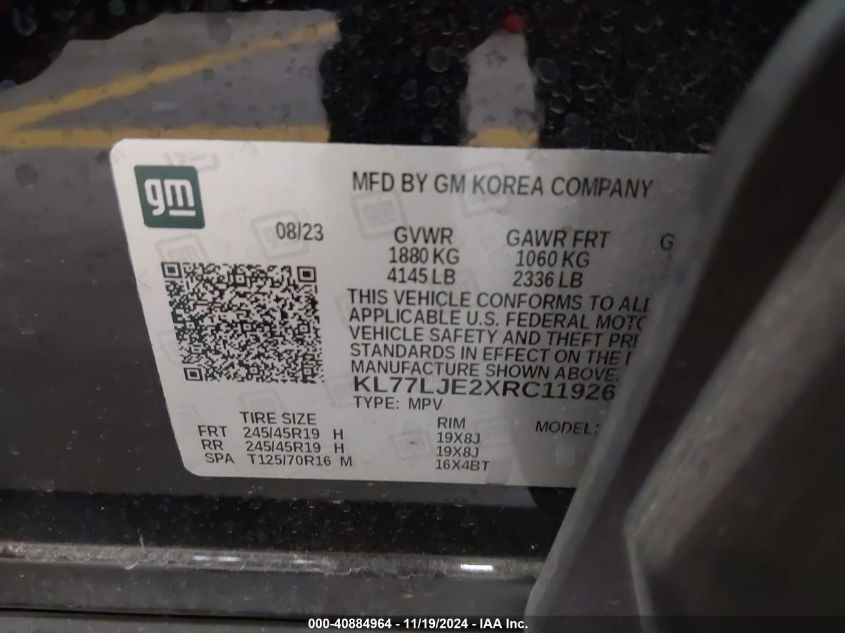 gm
MFD BY GM KOREA COMPANY
08/23 GVWR GAWR FRT G
1880 KG 1060 KG
4145 LB 2336 LB
THIS VEHICLE CONFORMS TO ALL
APPLICABLE U.S. FEDERAL
VEHICLE SAFETY AND THEFT
STANDARDS IN EFFECT ON THE
MANUFACTURE SHOWN ABOVE.
KL77LJE2XRC11926
TYPE: MPV
TIRE SIZE RIM MODEL:
FRT 245/45R19 H 19X8J
RR 245/45R19 H 19X8J
SPA T125/70R16 M 16X4BT
000-40884964 - 11/19/2024 - IAA Inc.